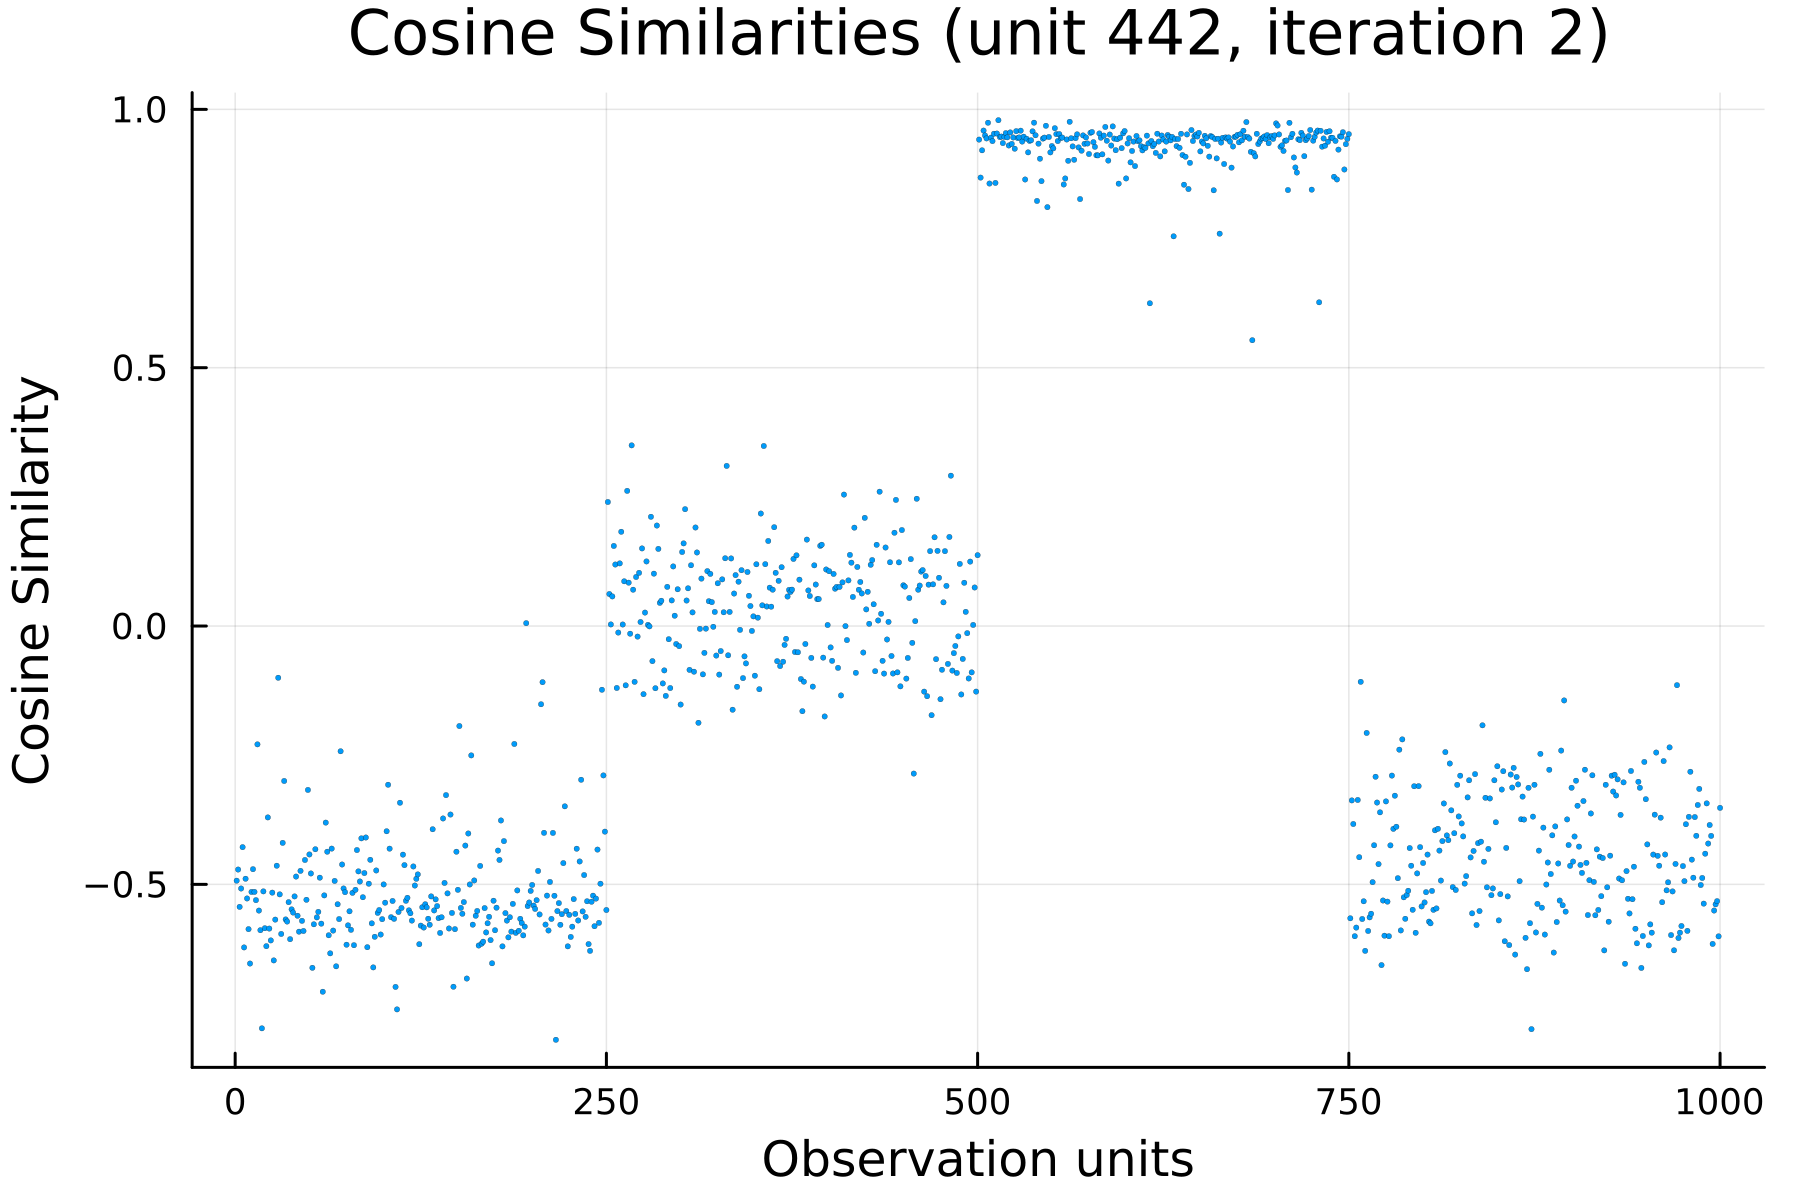 Cosine Similarities (unit 442, iteration 2)
1.0
0.5
0.0
−0.5
Cosine Similarity
0 250 500 750 1000
Observation units